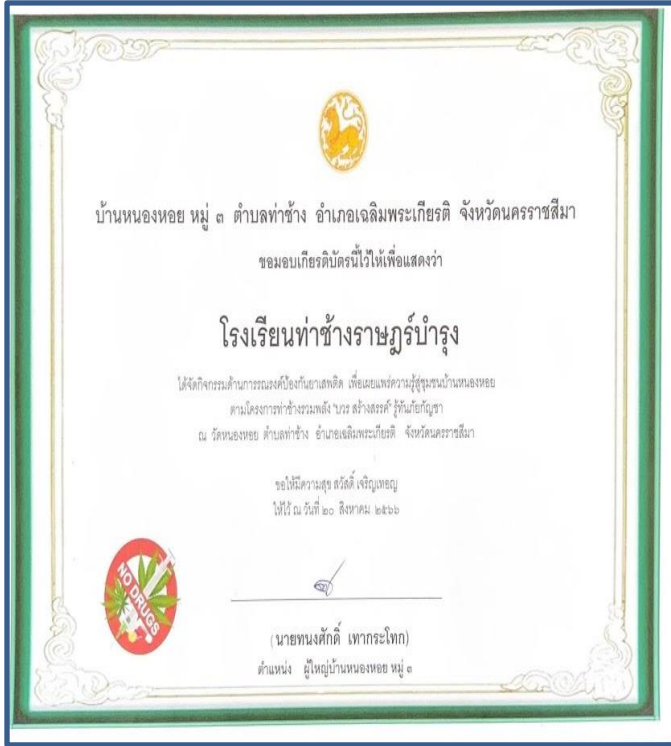 บ้านหนองหอย หมู่ ๓ ตำบลท่าช้าง อำเภอเฉลิมพระเกียรติ จังหวัดนครราชสีมา
ขอมอบเกียรติบัตรนี้ไว้ให้เพื่อแสดงว่า
โรงเรียนท่าช้างราษฎร์บำรุง
ได้จัดกิจกรรมด้านการรณรงค์ป้องกันยาเสพติด เพื่อเผยแพร่ความรู้สู่ชุมชนบ้านหนองหอย
ตามโครงการท่าช้างรวมพลัง "บวร สร้างสรรค์" รู้ทันภัยกัญชา
ณ วัดหนองหอย ตำบลท่าช้าง อำเภอเฉลิมพระเกียรติ จังหวัดนครราชสีมา
ขอให้มีความสุข สวัสดิ์ เจริญเทอญ
ให้ไว้ ณ วันที่ ๒๐ สิงหาคม ๒๕๖๖
NO DRUGS
(นายทนงศักดิ์ เทากระโทก)
ตำแหน่ง ผู้ใหญ่บ้านหนองหอย หมู่ ๓